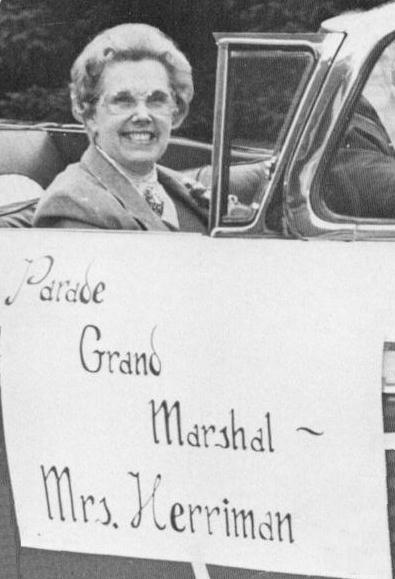 Parade
Grand
Marshal ~
Mrs. Herriman